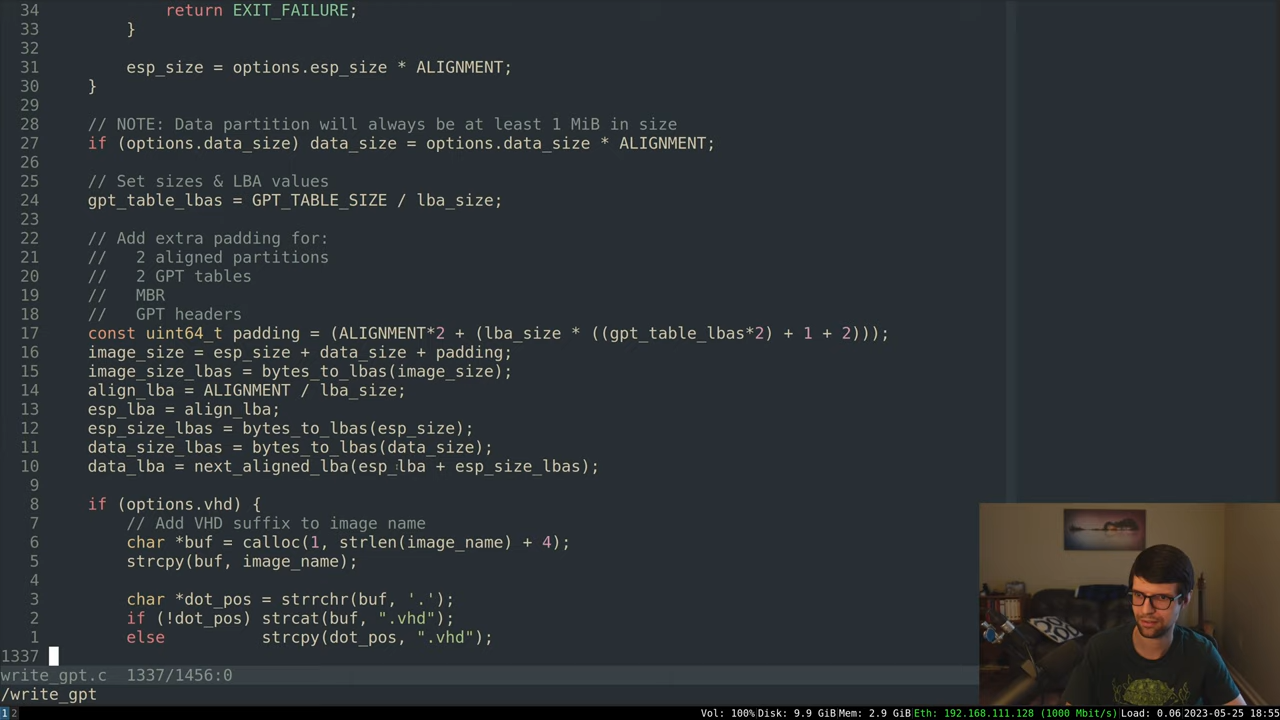 34             return EXIT_FAILURE;
33         }
32
31         esp_size = options.esp_size * ALIGNMENT;
30     }
29
28     // NOTE: Data partition will always be at least 1 MiB in size
27     if (options.data_size) data_size = options.data_size * ALIGNMENT;
26
25     // Set sizes & LBA values
24     gpt_table_lbas = GPT_TABLE_SIZE / lba_size;
23
22     // Add extra padding for:
21     //   2 aligned partitions
20     //   2 GPT tables
19     //   MBR
18     //   GPT headers
17     const uint64_t padding = (ALIGNMENT*2 + (lba_size * ((gpt_table_lbas*2) + 1 + 2)));
16     image_size = esp_size + data_size + padding;
15     image_size_lbas = bytes_to_lbas(image_size);
14     align_lba = ALIGNMENT / lba_size;
13     esp_lba = align_lba;
12     esp_size_lbas = bytes_to_lbas(esp_size);
11     data_size_lbas = bytes_to_lbas(data_size);
10     data_lba = next_aligned_lba(esp_lba + esp_size_lbas);
9
8     if (options.vhd) {
7         // Add VHD suffix to image name
6         char *buf = calloc(1, strlen(image_name) + 4);
5         strcpy(buf, image_name);
4
3         char *dot_pos = strrchr(buf, '.');
2         if (!dot_pos) strcat(buf, ".vhd");
1         else          strcpy(dot_pos, ".vhd");
1337
write_gpt.c  1337/1456:0
/write_gpt
1 2 Vol: 100% Disk: 9.9 GiB Mem: 2.9 GiB Eth: 192.168.111.128 (1000 Mbit/s) Load: 0.06 2023-05-25 18:55